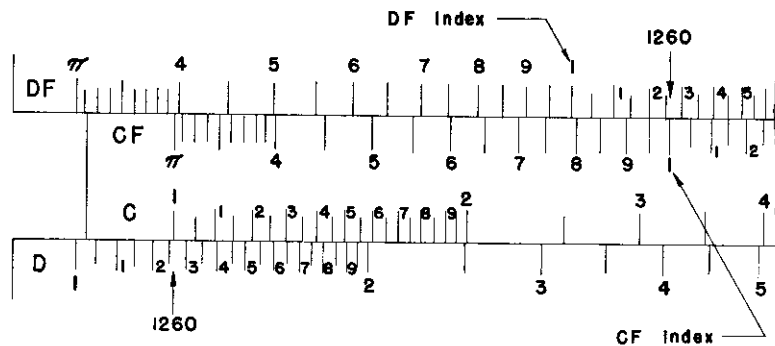 DF Index
1260
π 4 5 6 7 8 9 1 1 2 3 4 5
DF
CF
π 4 5 6 7 8 9 1 1 2
1 1 2 3 4 5 6 7 8 9 2 3 4
C
D
1 1 2 3 4 5 6 7 8 9 2 3 4 5
1260
CF Index